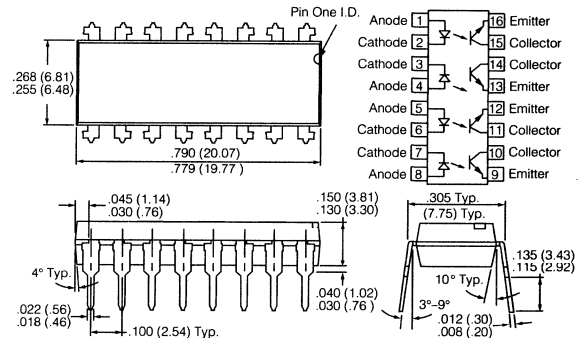 Pin One I.D.
.268 (6.81)
.255 (6.48)
.790 (20.07)
.779 (19.77)
Anode 1 16 Emitter
Cathode 2 15 Collector
Cathode 3 14 Collector
Anode 4 13 Emitter
Anode 5 12 Emitter
Cathode 6 11 Collector
Cathode 7 10 Collector
Anode 8 9 Emitter
.045 (1.14)
.030 (.76)
.150 (3.81)
.130 (3.30)
4° Typ.
.022 (.56)
.018 (.46)
.100 (2.54) Typ.
.040 (1.02)
.030 (.76 )
.305 Typ.
(7.75) Typ.
.135 (3.43)
.115 (2.92)
10° Typ.
3°–9°
.012 (.30)
.008 (.20)